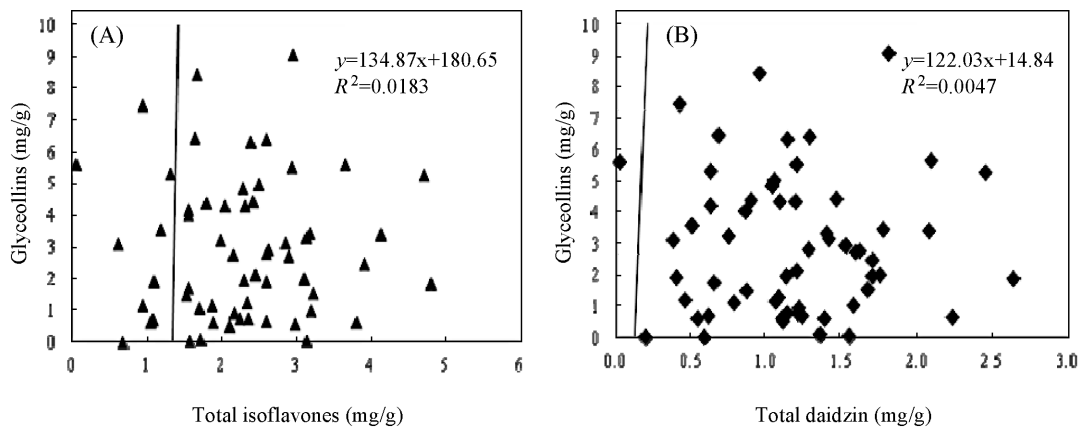 (A)
y=134.87x+180.65
R²=0.0183
Glyceollins (mg/g)
10
9
8
7
6
5
4
3
2
1
0
0 1 2 3 4 5 6
Total isoflavones (mg/g)
(B)
y=122.03x+14.84
R²=0.0047
Glyceollins (mg/g)
10
9
8
7
6
5
4
3
2
1
0
0.0 0.5 1.0 1.5 2.0 2.5 3.0
Total daidzin (mg/g)